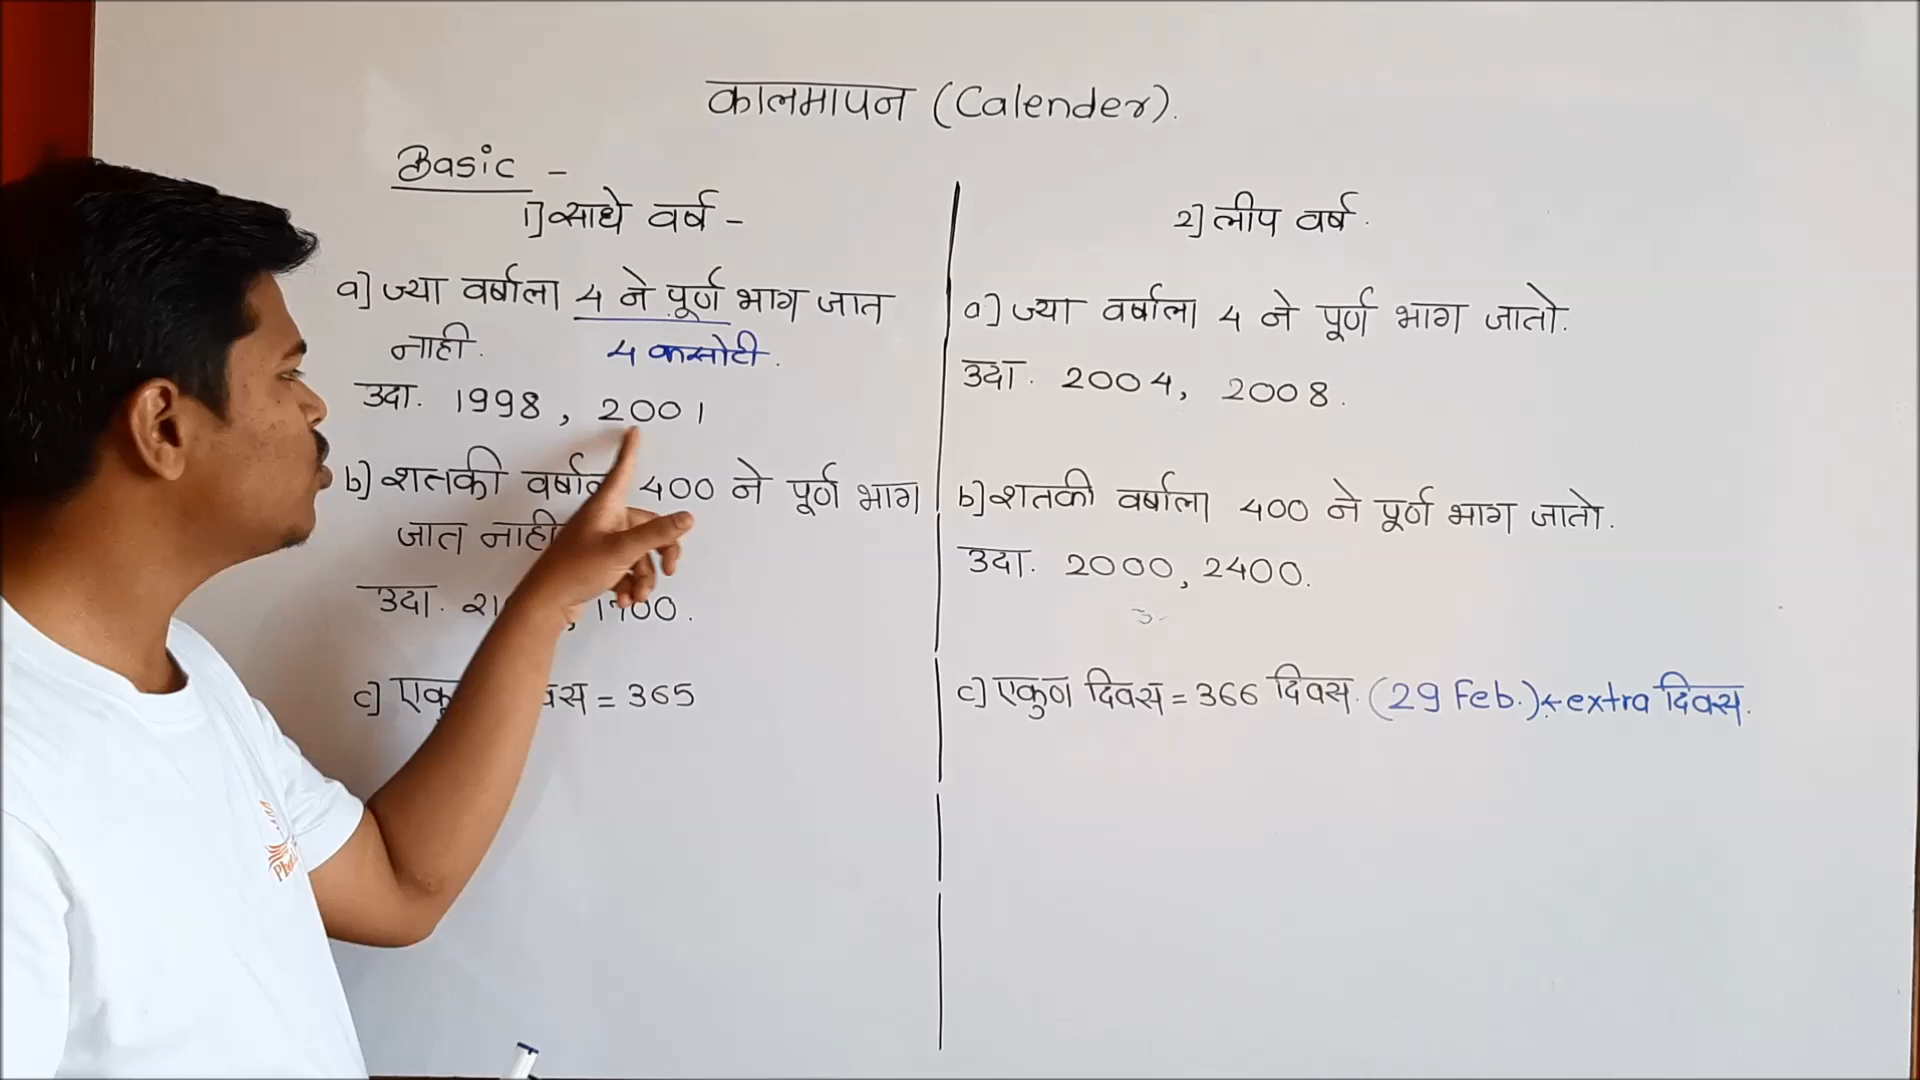 कालमापन (Calender).
Basic -
1] साधे वर्ष -
a] ज्या वर्षाला 4 ने पूर्ण भाग जात
नाही. 4 कसोटी.
उदा. 1998, 2001
b] शतकी 400 ने पूर्ण भाग
जात नाही
उदा.
c] = 365
2] लीप वर्ष.
a] ज्या वर्षाला 4 ने पूर्ण भाग जातो.
उदा. 2004, 2008.
b] शतकी वर्षाला 400 ने पूर्ण भाग जातो.
उदा. 2000, 2400.
c] एकुण दिवस = 366 दिवस. (29 Feb.) ← extra दिवस.